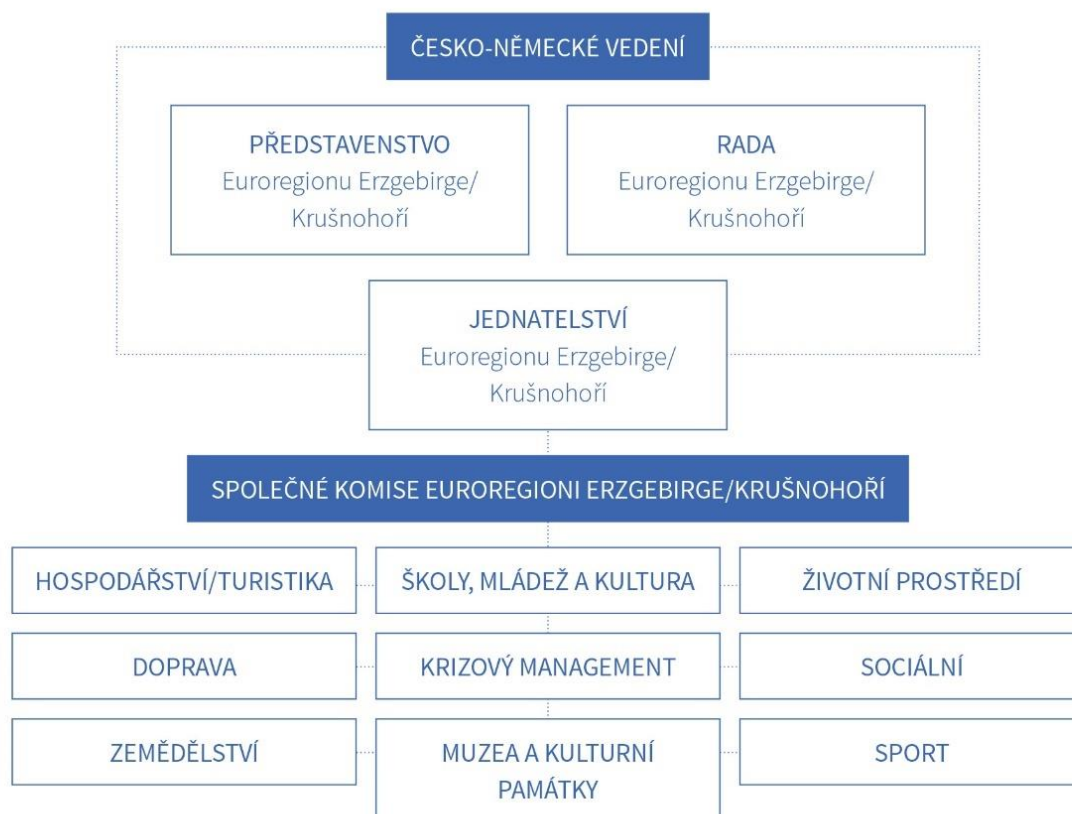 ČESKO-NĚMECKÉ VEDENÍ
PŘEDSTAVENSTVO
Euroregionu Erzgebirge/
Krušnohoří
RADA
Euroregionu Erzgebirge/
Krušnohoří
JEDNATELSTVÍ
Euroregionu Erzgebirge/
Krušnohoří
SPOLEČNÉ KOMISE EUROREGIONI ERZGEBIRGE/KRUŠNOHOŘÍ
HOSPODÁŘSTVÍ/TURISTIKA
ŠKOLY, MLÁDEŽ A KULTURA
ŽIVOTNÍ PROSTŘEDÍ
DOPRAVA
KRIZOVÝ MANAGEMENT
SOCIÁLNÍ
ZEMĚDĚLSTVÍ
MUZEA A KULTURNÍ
PAMÁTKY
SPORT